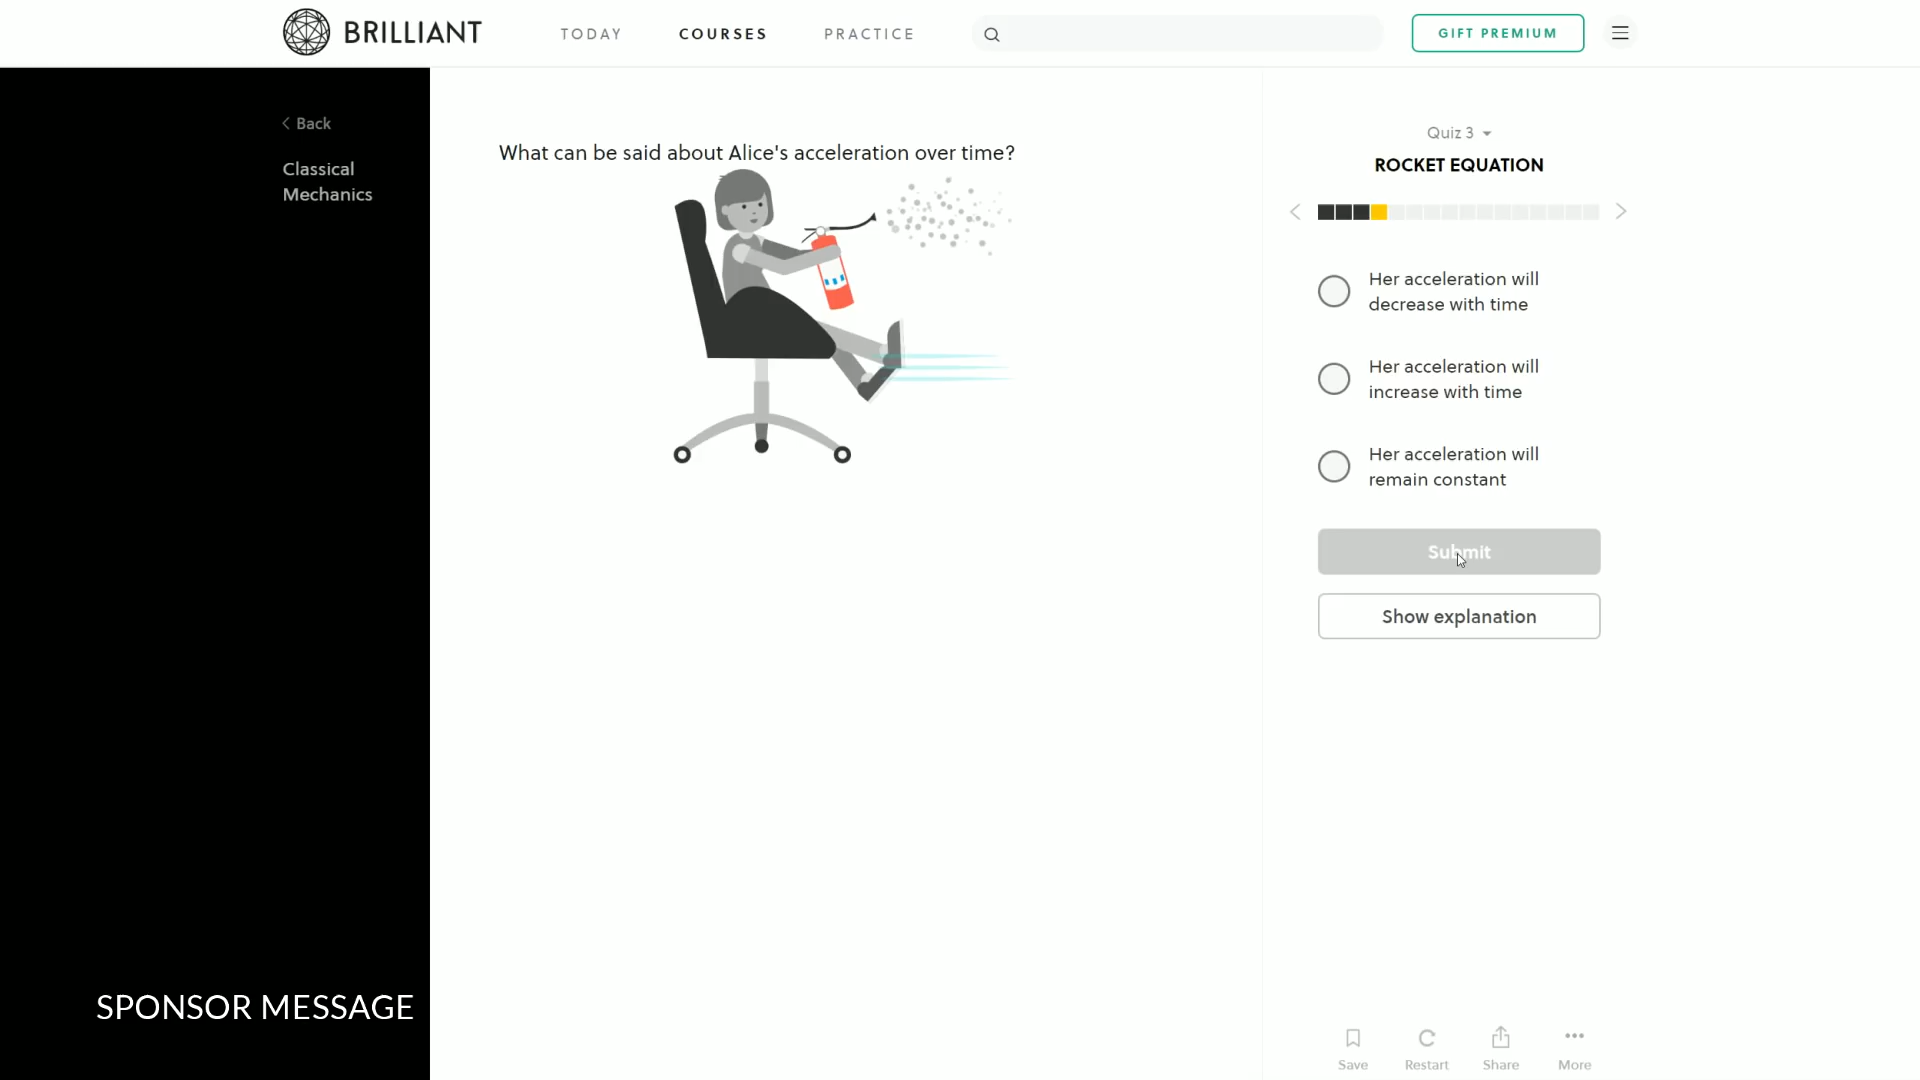 BRILLIANT
TODAY
COURSES
PRACTICE
GIFT PREMIUM
Back
Classical
Mechanics
What can be said about Alice's acceleration over time?
Quiz 3
ROCKET EQUATION
Her acceleration will
decrease with time
Her acceleration will
increase with time
Her acceleration will
remain constant
Submit
Show explanation
SPONSOR MESSAGE
Save
Restart
Share
More